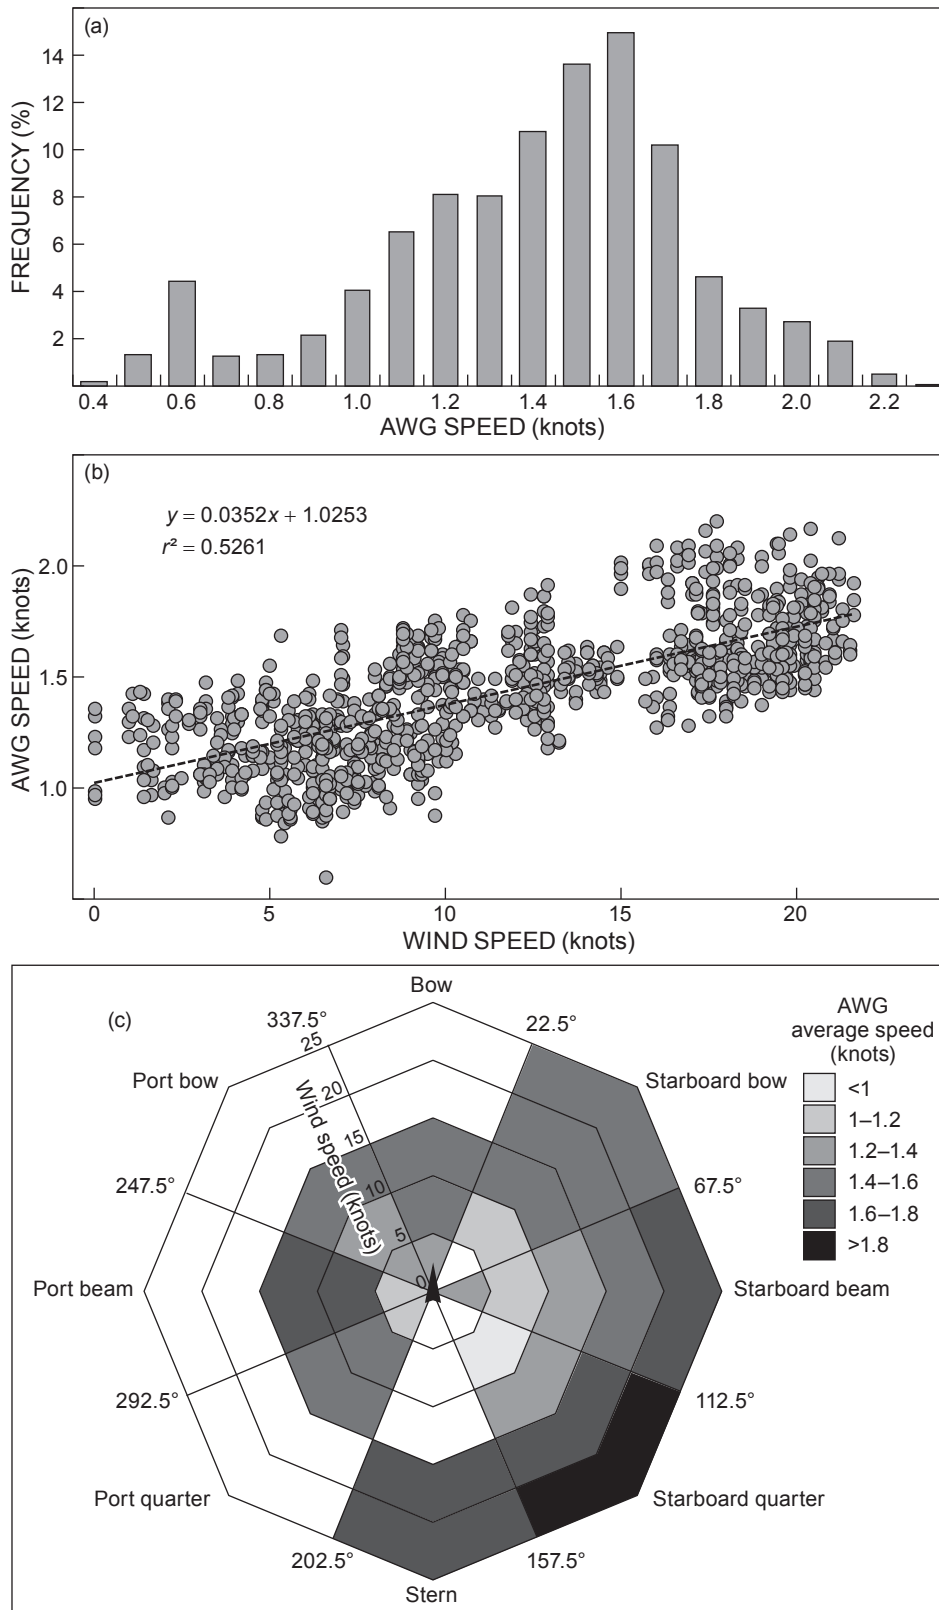 (a)
14
12
10
8
6
4
2
FREQUENCY (%)
0.4 0.6 0.8 1.0 1.2 1.4 1.6 1.8 2.0 2.2
AWG SPEED (knots)
(b)
y = 0.0352x + 1.0253
r² = 0.5261
2.0
1.5
1.0
AWG SPEED (knots)
0 5 10 15 20
WIND SPEED (knots)
(c)
Bow
337.5°
22.5°
Port bow
Starboard bow
247.5°
67.5°
Port beam
Starboard beam
292.5°
112.5°
Port quarter
Starboard quarter
202.5°
157.5°
Stern
25
20
15
10
5
0
Wind speed (knots)
AWG
average speed
(knots)
<1
1–1.2
1.2–1.4
1.4–1.6
1.6–1.8
>1.8